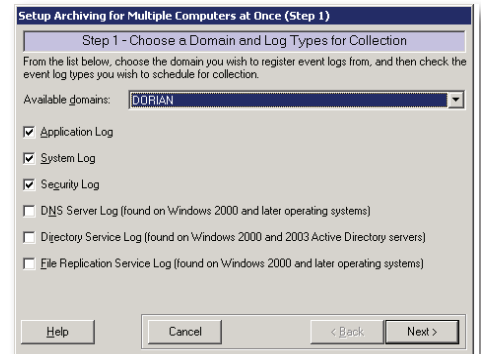 Setup Archiving for Multiple Computers at Once (Step 1)
Step 1 - Choose a Domain and Log Types for Collection
From the list below, choose the domain you wish to register event logs from, and then check the
event log types you wish to schedule for collection.
Available domains: DORIAN
Application Log
System Log
Security Log
DNS Server Log (found on Windows 2000 and later operating systems)
Directory Service Log (found on Windows 2000 and 2003 Active Directory servers)
File Replication Service Log (found on Windows 2000 and later operating systems)
Help Cancel < Back Next >